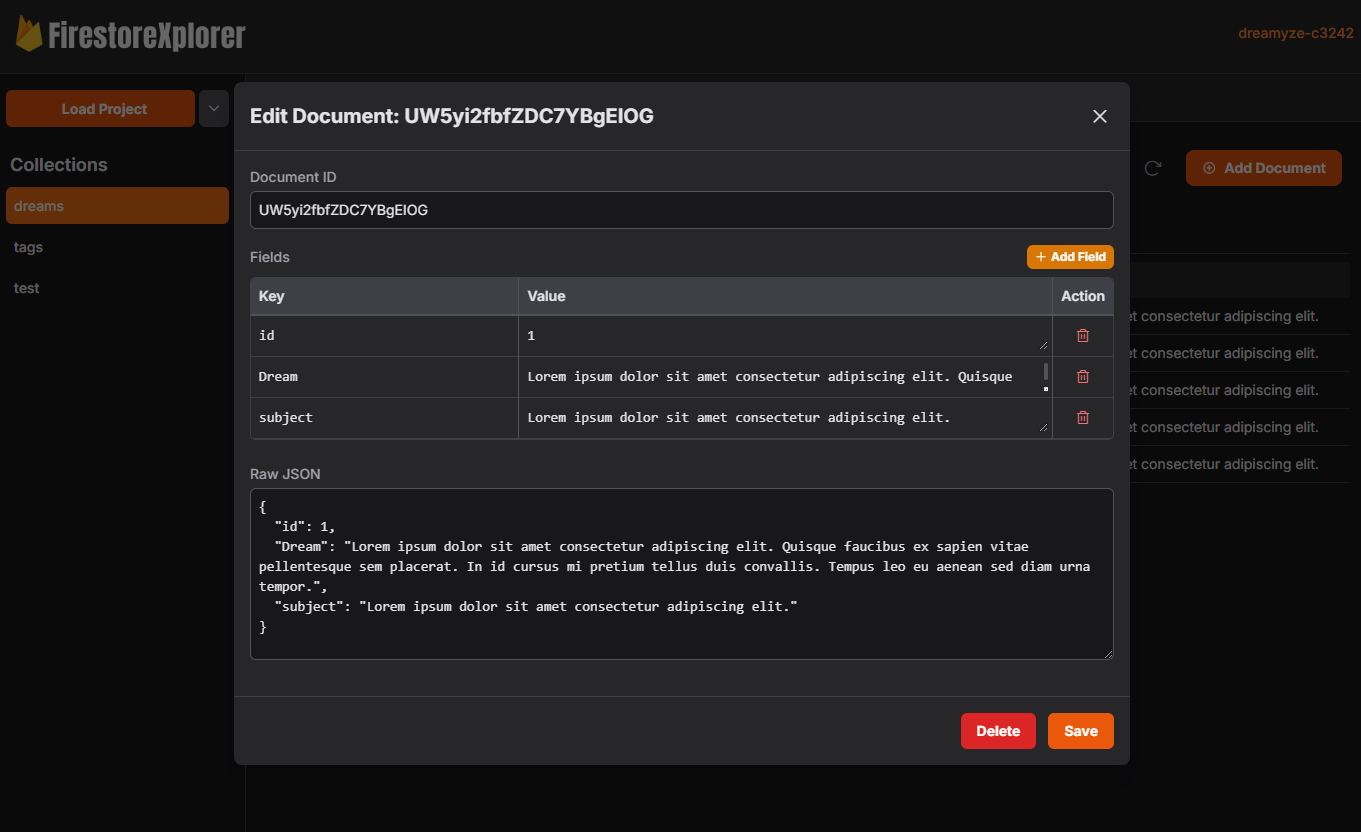 FirestoreXplorer
dreamyze-c3242
Load Project
Collections
dreams
tags
test
Add Document
et consectetur adipiscing elit.
et consectetur adipiscing elit.
et consectetur adipiscing elit.
et consectetur adipiscing elit.
et consectetur adipiscing elit.
Edit Document: UW5yi2fbfZDC7YBgEIOG
Document ID
UW5yi2fbfZDC7YBgEIOG
Fields
Add Field
Key Value Action
id 1
Dream Lorem ipsum dolor sit amet consectetur adipiscing elit. Quisque
subject Lorem ipsum dolor sit amet consectetur adipiscing elit.
Raw JSON
{
"id": 1,
"Dream": "Lorem ipsum dolor sit amet consectetur adipiscing elit. Quisque faucibus ex sapien vitae
pellentesque sem placerat. In id cursus mi pretium tellus duis convallis. Tempus leo eu aenean sed diam urna
tempor.",
"subject": "Lorem ipsum dolor sit amet consectetur adipiscing elit."
}
Delete Save